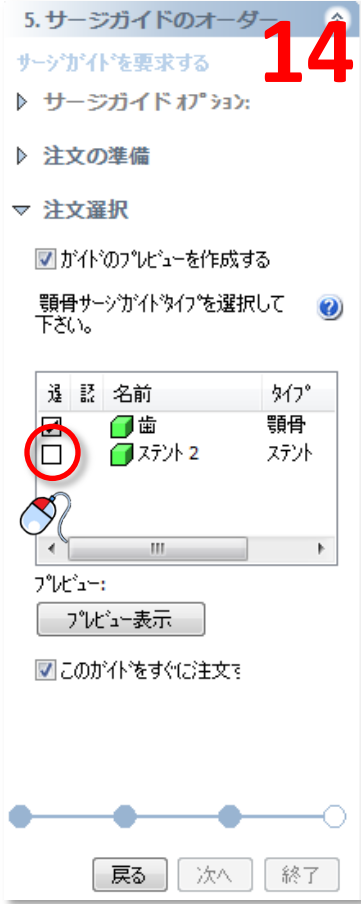 5. サージガイドのオーダー
14
サージガイドを要求する
サージガイド オプション:
注文の準備
注文選択
ガイドのプレビューを作成する
顎骨サージガイドタイプを選択して
下さい。
選 認 名前 タイプ
歯 顎骨
ステント 2 ステント
プレビュー:
プレビュー表示
このガイドをすぐに注文す
戻る 次へ 終了